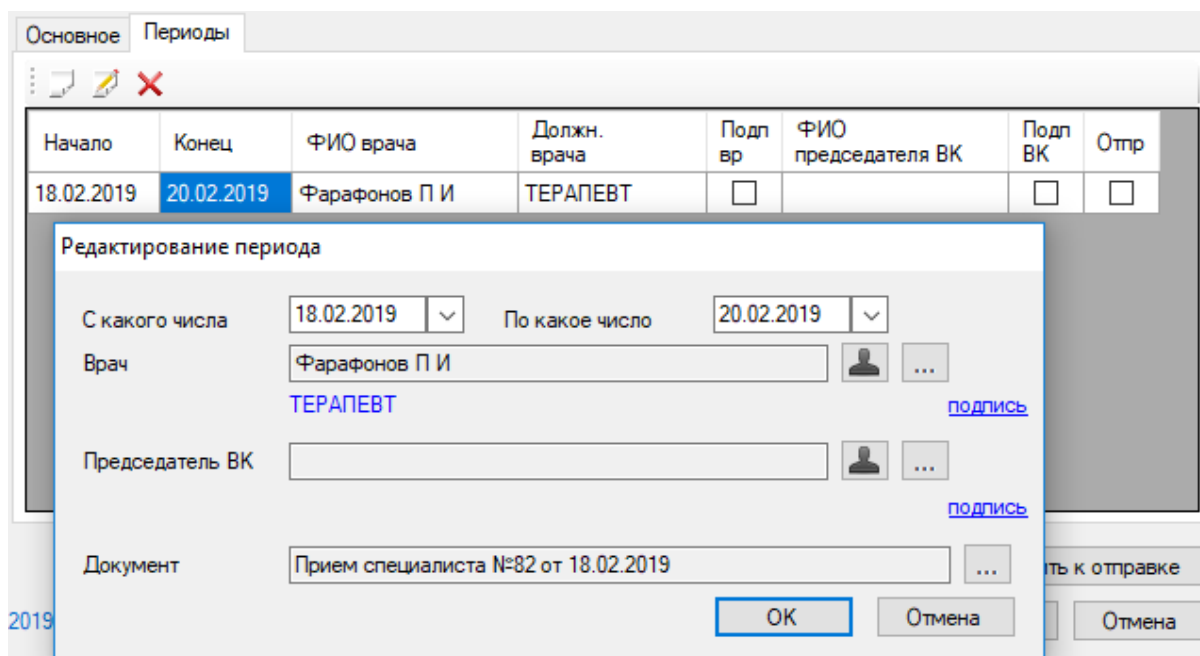 Основное Периоды
Начало Конец ФИО врача Должн. врача Подп вр ФИО председателя ВК Подп ВК Отпр
18.02.2019 20.02.2019 Фарафонов П И ТЕРАПЕВТ
Редактирование периода
С какого числа 18.02.2019 По какое число 20.02.2019
Врач Фарафонов П И ...
ТЕРАПЕВТ подпись
Председатель ВК ...
подпись
Документ Прием специалиста №82 от 18.02.2019 ... ть к отправке
2019 OK Отмена Отмена